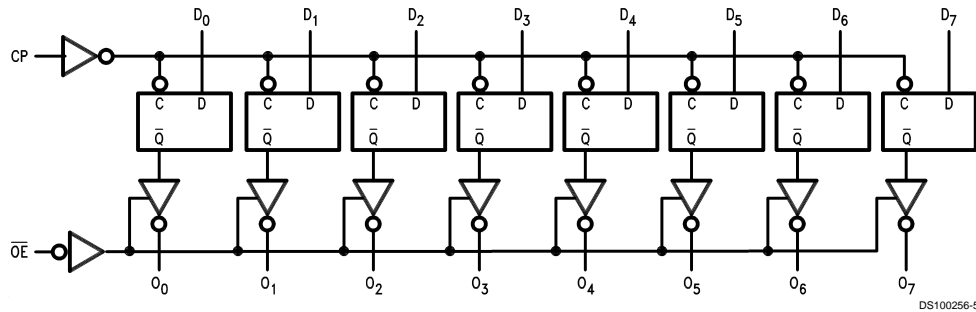 D0 D1 D2 D3 D4 D5 D6 D7
CP
C D C D C D C D C D C D C D C D
Q̅ Q̅ Q̅ Q̅ Q̅ Q̅ Q̅ Q̅
O̅E̅
O0 O1 O2 O3 O4 O5 O6 O7
DS100256-5